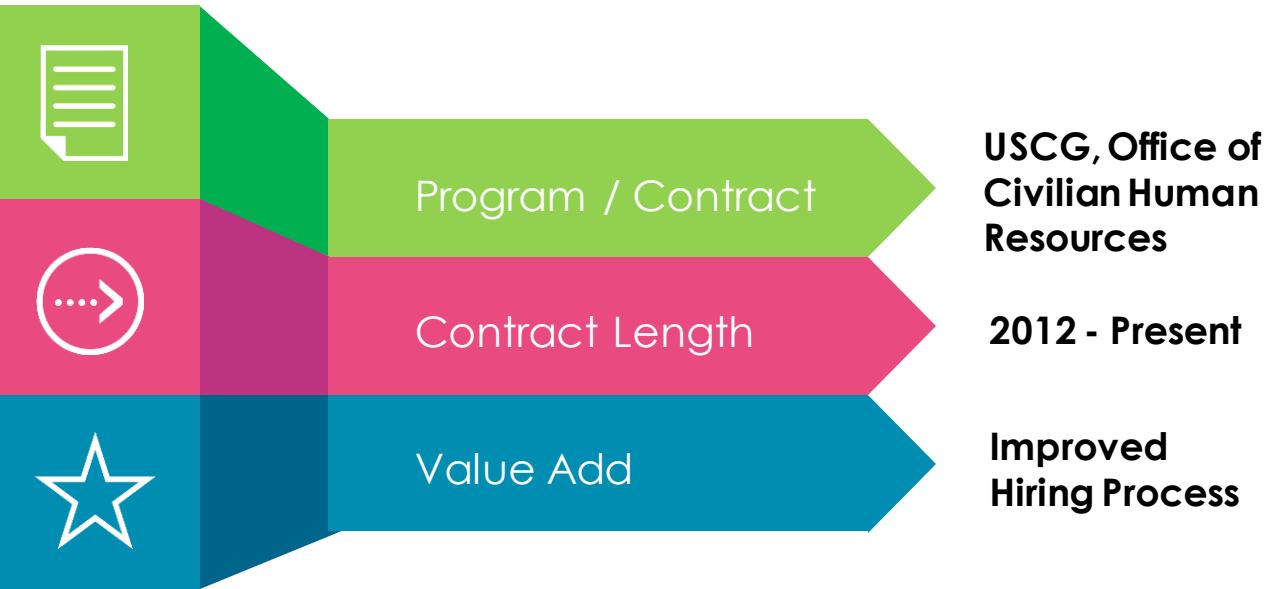 Program / Contract
USCG, Office of
Civilian Human
Resources
Contract Length
2012 - Present
Value Add
Improved
Hiring Process